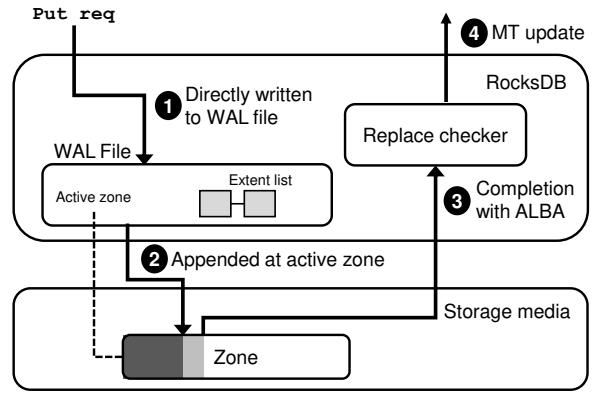 Put req
4 MT update
RocksDB
1 Directly written
to WAL file
Replace checker
WAL File
Active zone
Extent list
3 Completion
with ALBA
2 Appended at active zone
Storage media
Zone